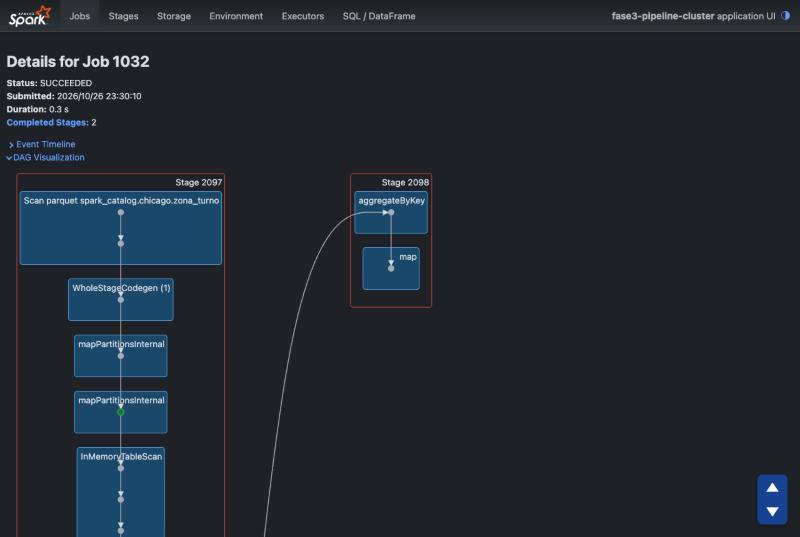 APACHE
Spark
Jobs
Stages
Storage
Environment
Executors
SQL / DataFrame
fase3-pipeline-cluster application UI
Details for Job 1032
Status: SUCCEEDED
Submitted: 2026/10/26 23:30:10
Duration: 0.3 s
Completed Stages: 2
Event Timeline
DAG Visualization
Stage 2097
Scan parquet spark_catalog.chicago.zona_turno
WholeStageCodegen (1)
mapPartitionsInternal
mapPartitionsInternal
InMemoryTableScan
Stage 2098
aggregateByKey
map